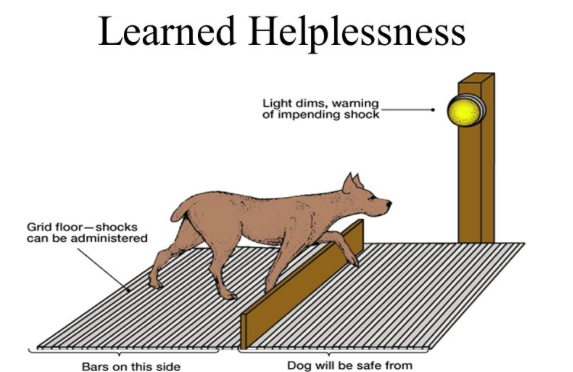 Learned Helplessness
Light dims, warning
of impending shock
Grid floor—shocks
can be administered
Bars on this side
Dog will be safe from